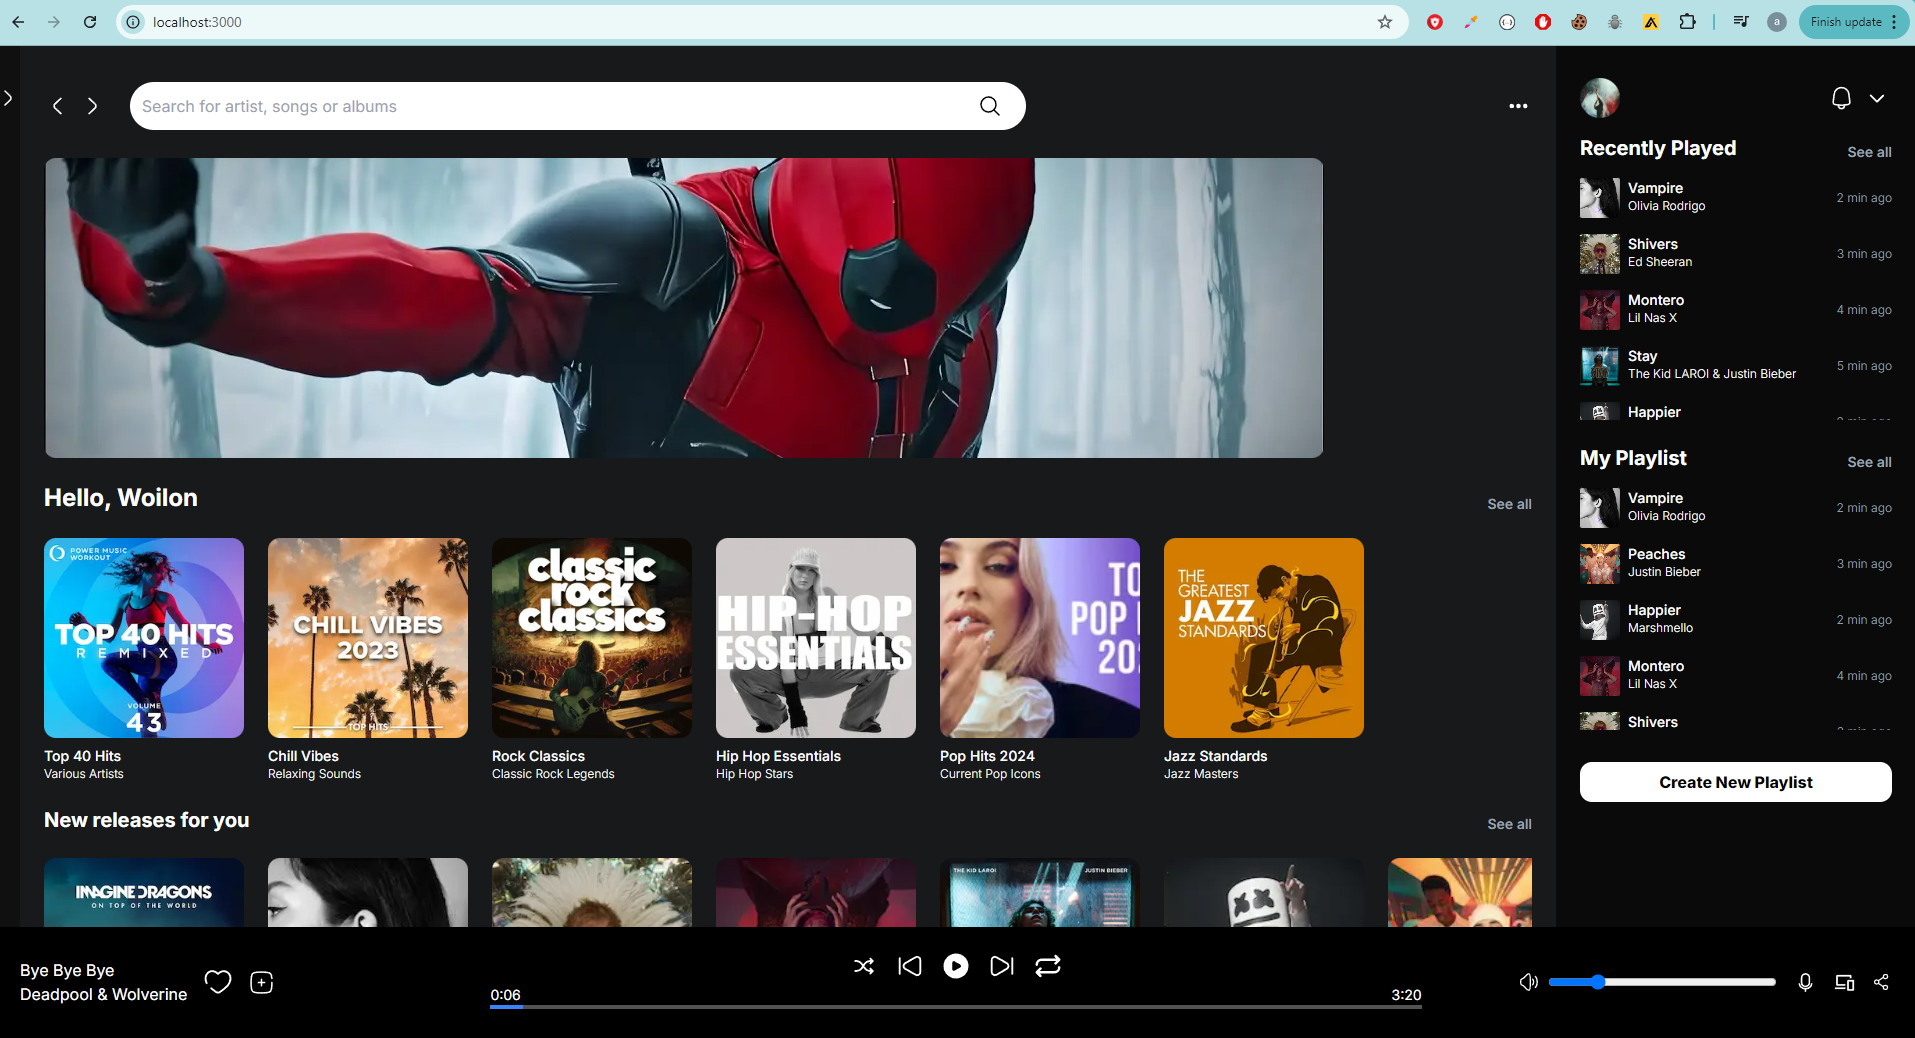 localhost:3000
a
Finish update
Search for artist, songs or albums
Hello, Woilon
See all
POWER MUSIC
WORKOUT
TOP 40 HITS
REMIXED
VOLUME
43
Top 40 Hits
Various Artists
CHILL VIBES
2023
TOP HITS
Chill Vibes
Relaxing Sounds
classic
rock
classics
Rock Classics
Classic Rock Legends
HIP-HOP
ESSENTIALS
Hip Hop Essentials
Hip Hop Stars
TO
POP
202
Pop Hits 2024
Current Pop Icons
THE
GREATEST
JAZZ
STANDARDS
Jazz Standards
Jazz Masters
New releases for you
See all
IMAGINE DRAGONS
ON TOP OF THE WORLD
THE KID LAROI
JUSTIN BIEBER
Recently Played
See all
Vampire
Olivia Rodrigo
2 min ago
Shivers
Ed Sheeran
3 min ago
Montero
Lil Nas X
4 min ago
Stay
The Kid LAROI & Justin Bieber
5 min ago
Happier
My Playlist
See all
Vampire
Olivia Rodrigo
2 min ago
Peaches
Justin Bieber
3 min ago
Happier
Marshmello
2 min ago
Montero
Lil Nas X
4 min ago
Shivers
Create New Playlist
Bye Bye Bye
Deadpool & Wolverine
0:06
3:20